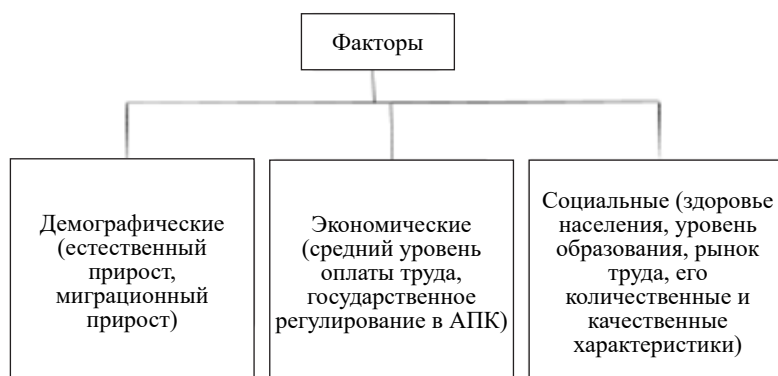 Факторы
Демографические
(естественный
прирост,
миграционный
прирост)
Экономические
(средний уровень
оплаты труда,
государственное
регулирование в АПК)
Социальные (здоровье
населения, уровень
образования, рынок
труда, его
количественные и
качественные
характеристики)